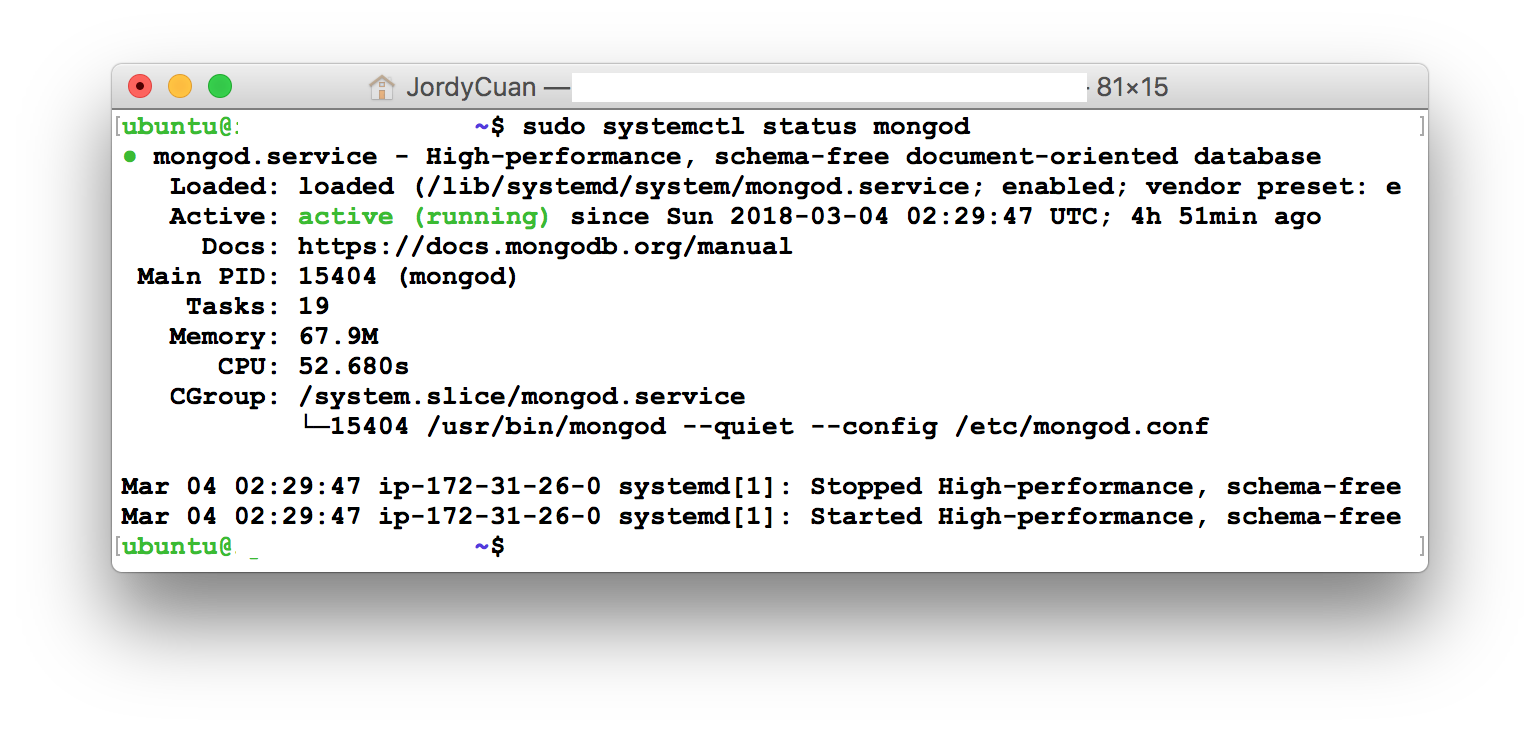 JordyCuan — 81×15
ubuntu@ ~$ sudo systemctl status mongod
● mongod.service - High-performance, schema-free document-oriented database
Loaded: loaded (/lib/systemd/system/mongod.service; enabled; vendor preset: e
Active: active (running) since Sun 2018-03-04 02:29:47 UTC; 4h 51min ago
Docs: https://docs.mongodb.org/manual
Main PID: 15404 (mongod)
Tasks: 19
Memory: 67.9M
CPU: 52.680s
CGroup: /system.slice/mongod.service
└─15404 /usr/bin/mongod --quiet --config /etc/mongod.conf
Mar 04 02:29:47 ip-172-31-26-0 systemd[1]: Stopped High-performance, schema-free
Mar 04 02:29:47 ip-172-31-26-0 systemd[1]: Started High-performance, schema-free
ubuntu@ ~$